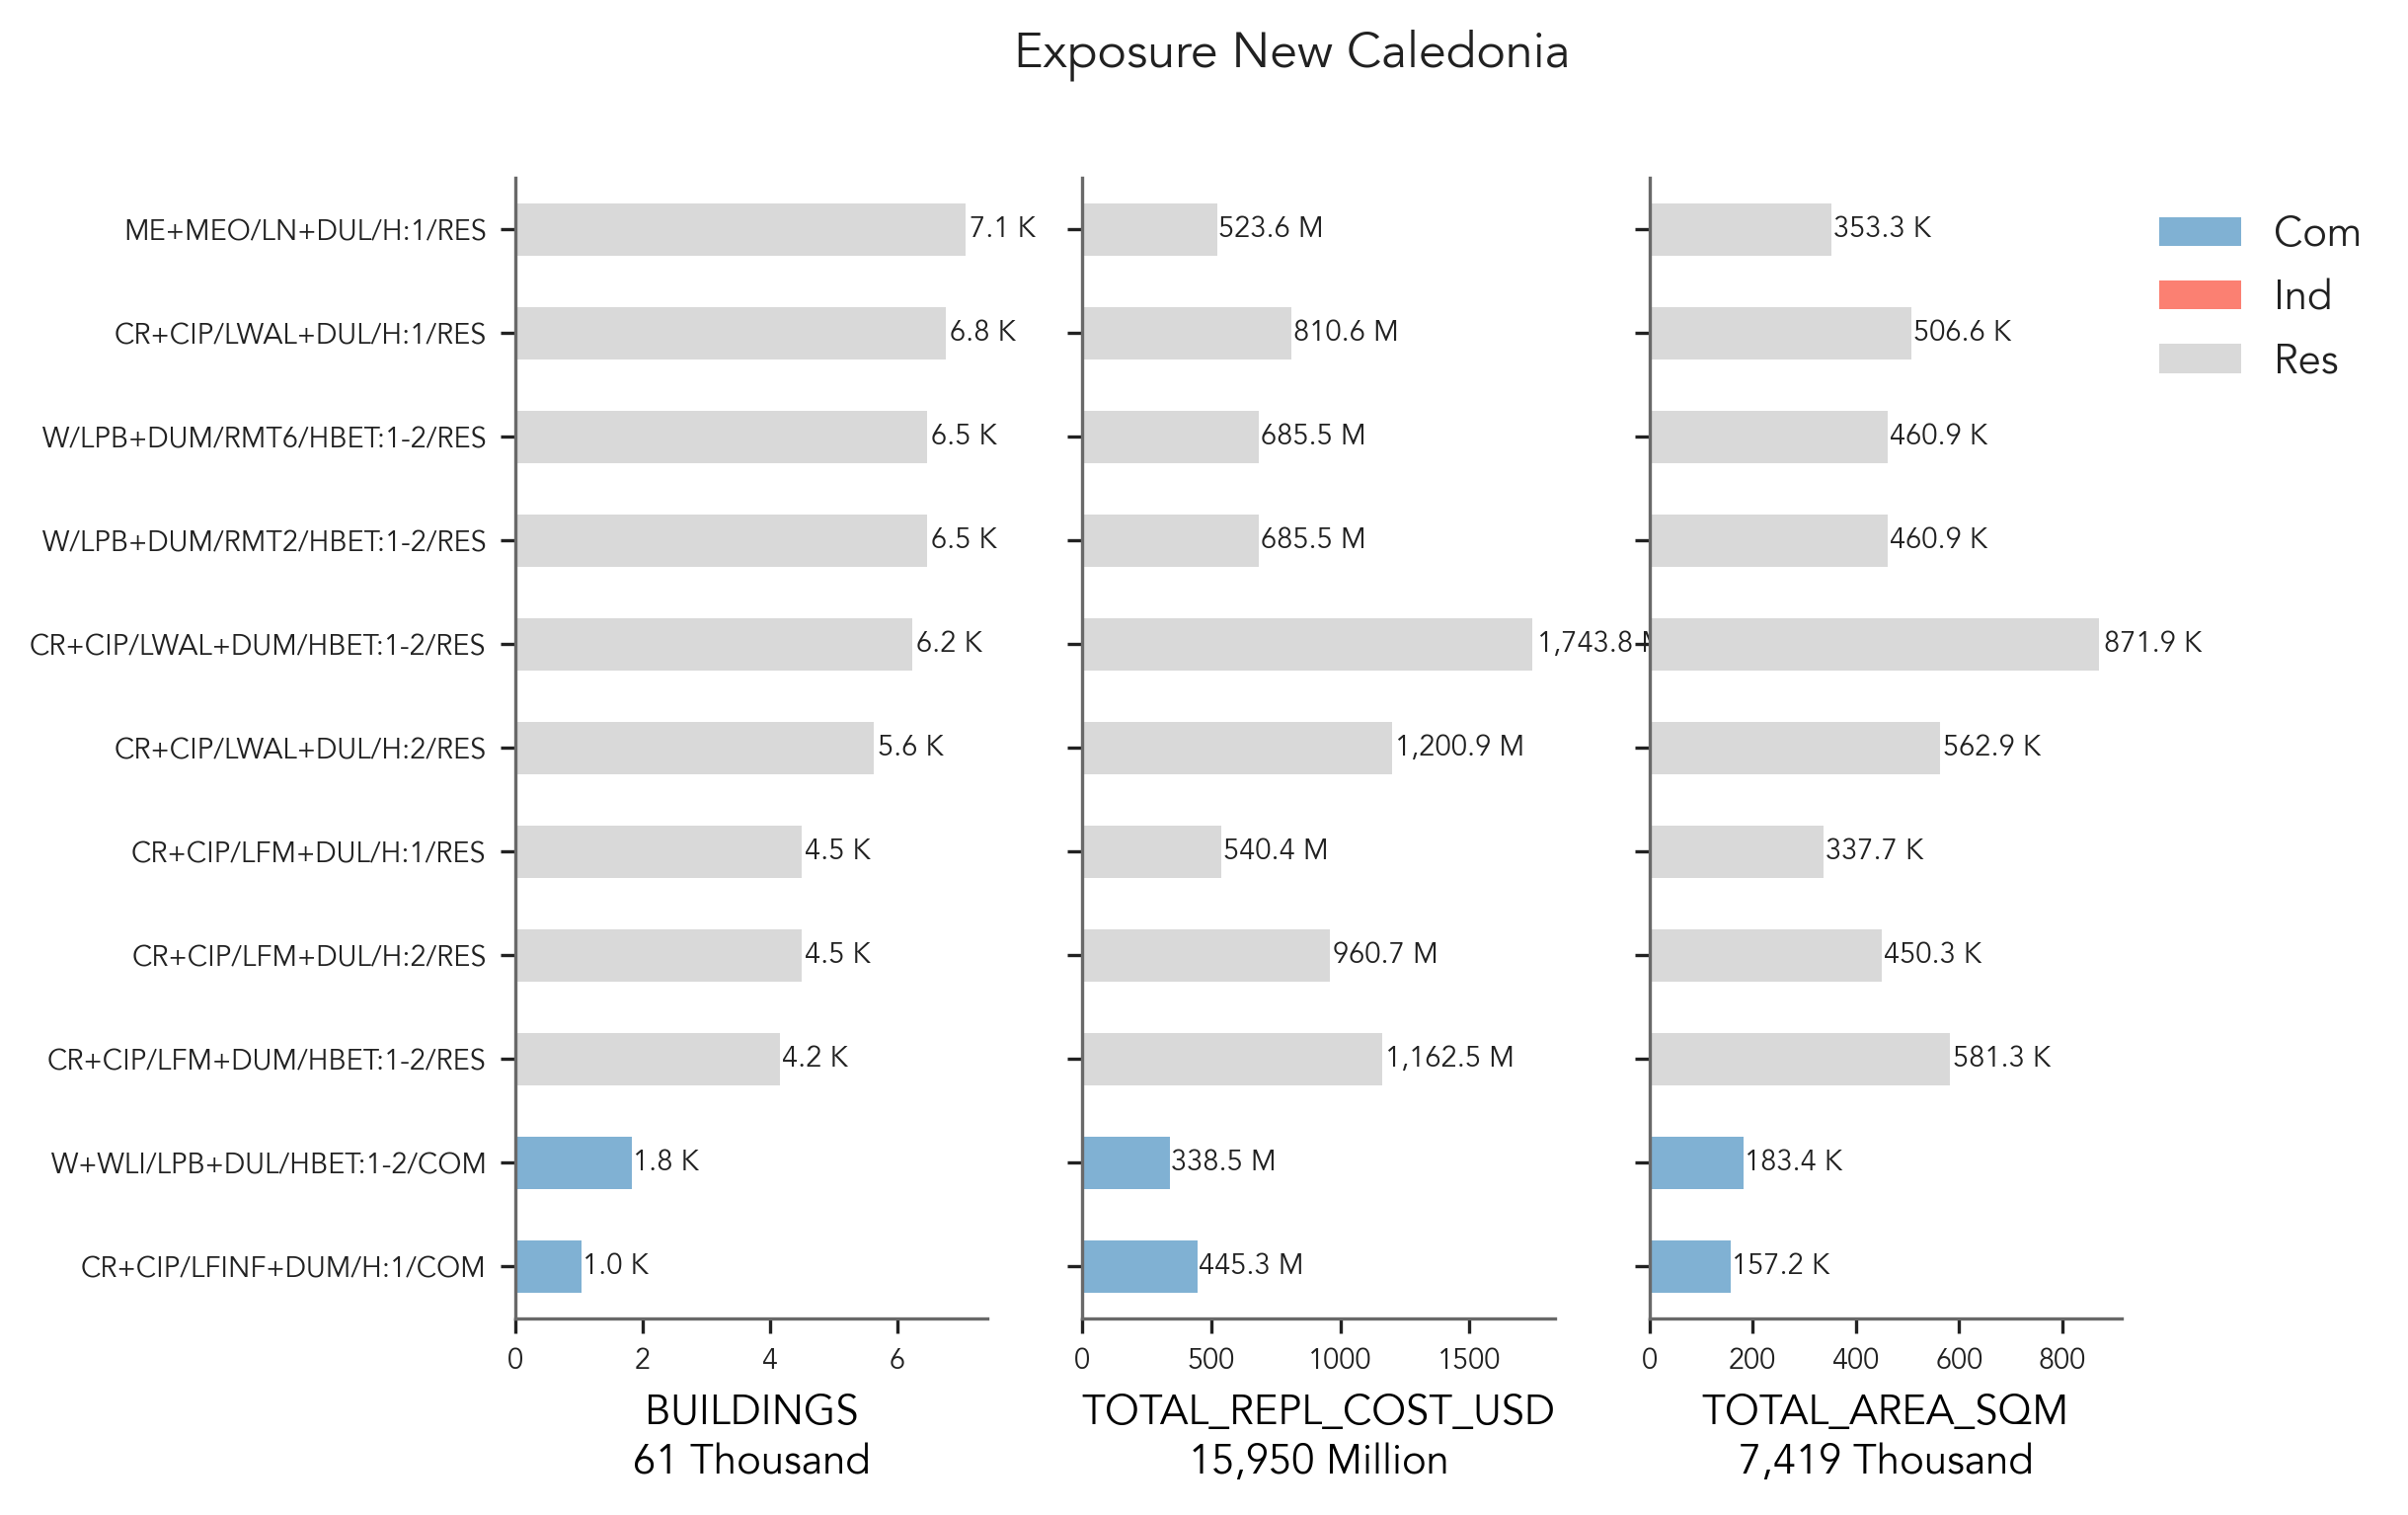 Exposure New Caledonia
ME+MEO/LN+DUL/H:1/RES 7.1 K 523.6 M 353.3 K
CR+CIP/LWAL+DUL/H:1/RES 6.8 K 810.6 M 506.6 K
W/LPB+DUM/RMT6/HBET:1-2/RES 6.5 K 685.5 M 460.9 K
W/LPB+DUM/RMT2/HBET:1-2/RES 6.5 K 685.5 M 460.9 K
CR+CIP/LWAL+DUM/HBET:1-2/RES 6.2 K 1,743.8 M 871.9 K
CR+CIP/LWAL+DUL/H:2/RES 5.6 K 1,200.9 M 562.9 K
CR+CIP/LFM+DUL/H:1/RES 4.5 K 540.4 M 337.7 K
CR+CIP/LFM+DUL/H:2/RES 4.5 K 960.7 M 450.3 K
CR+CIP/LFM+DUM/HBET:1-2/RES 4.2 K 1,162.5 M 581.3 K
W+WLI/LPB+DUL/HBET:1-2/COM 1.8 K 338.5 M 183.4 K
CR+CIP/LFINF+DUM/H:1/COM 1.0 K 445.3 M 157.2 K
0 2 4 6
0 500 1000 1500
0 200 400 600 800
BUILDINGS
61 Thousand
TOTAL_REPL_COST_USD
15,950 Million
TOTAL_AREA_SQM
7,419 Thousand
Com
Ind
Res